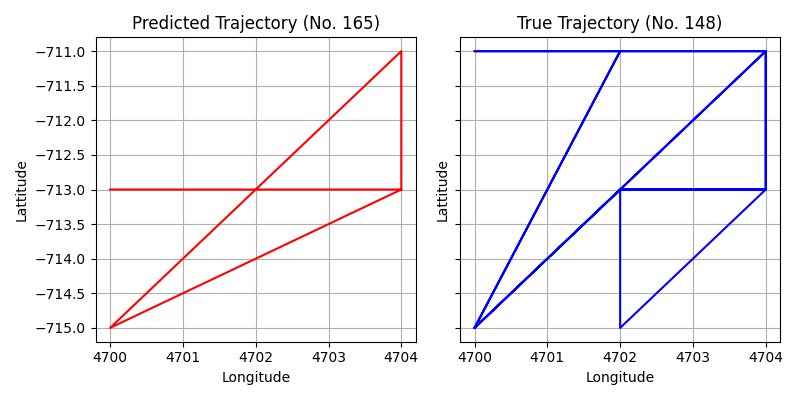 Predicted Trajectory (No. 165)
True Trajectory (No. 148)
−711.0
−711.5
−712.0
−712.5
−713.0
−713.5
−714.0
−714.5
−715.0
Lattitude
Lattitude
4700 4701 4702 4703 4704
4700 4701 4702 4703 4704
Longitude
Longitude